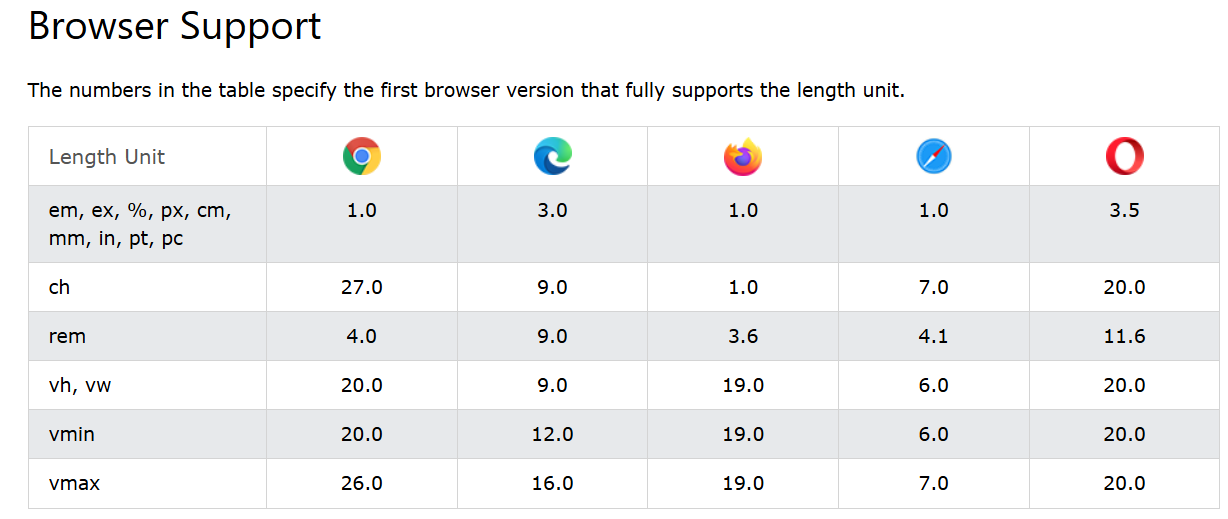 Browser Support
The numbers in the table specify the first browser version that fully supports the length unit.
Length Unit
em, ex, %, px, cm, 1.0 3.0 1.0 1.0 3.5
mm, in, pt, pc
ch 27.0 9.0 1.0 7.0 20.0
rem 4.0 9.0 3.6 4.1 11.6
vh, vw 20.0 9.0 19.0 6.0 20.0
vmin 20.0 12.0 19.0 6.0 20.0
vmax 26.0 16.0 19.0 7.0 20.0